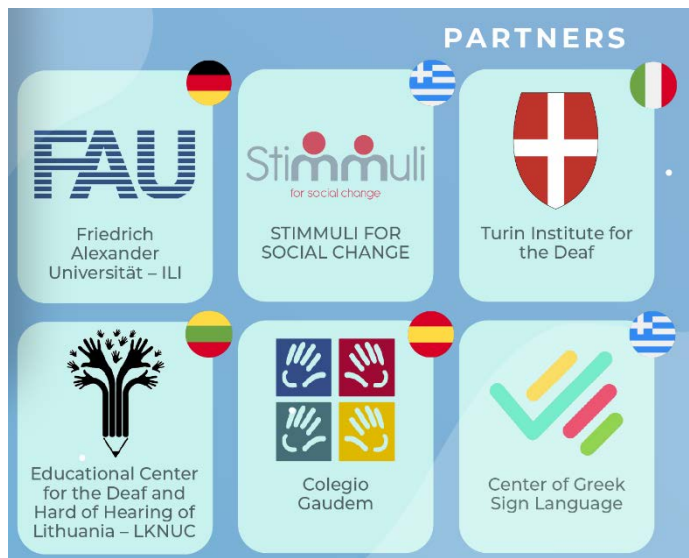 PARTNERS
FAU
Friedrich
Alexander
Universität – ILI
Stimmuli
for social change
STIMMULI FOR
SOCIAL CHANGE
Turin Institute for
the Deaf
Educational Center
for the Deaf and
Hard of Hearing of
Lithuania – LKNUC
Colegio
Gaudem
Center of Greek
Sign Language